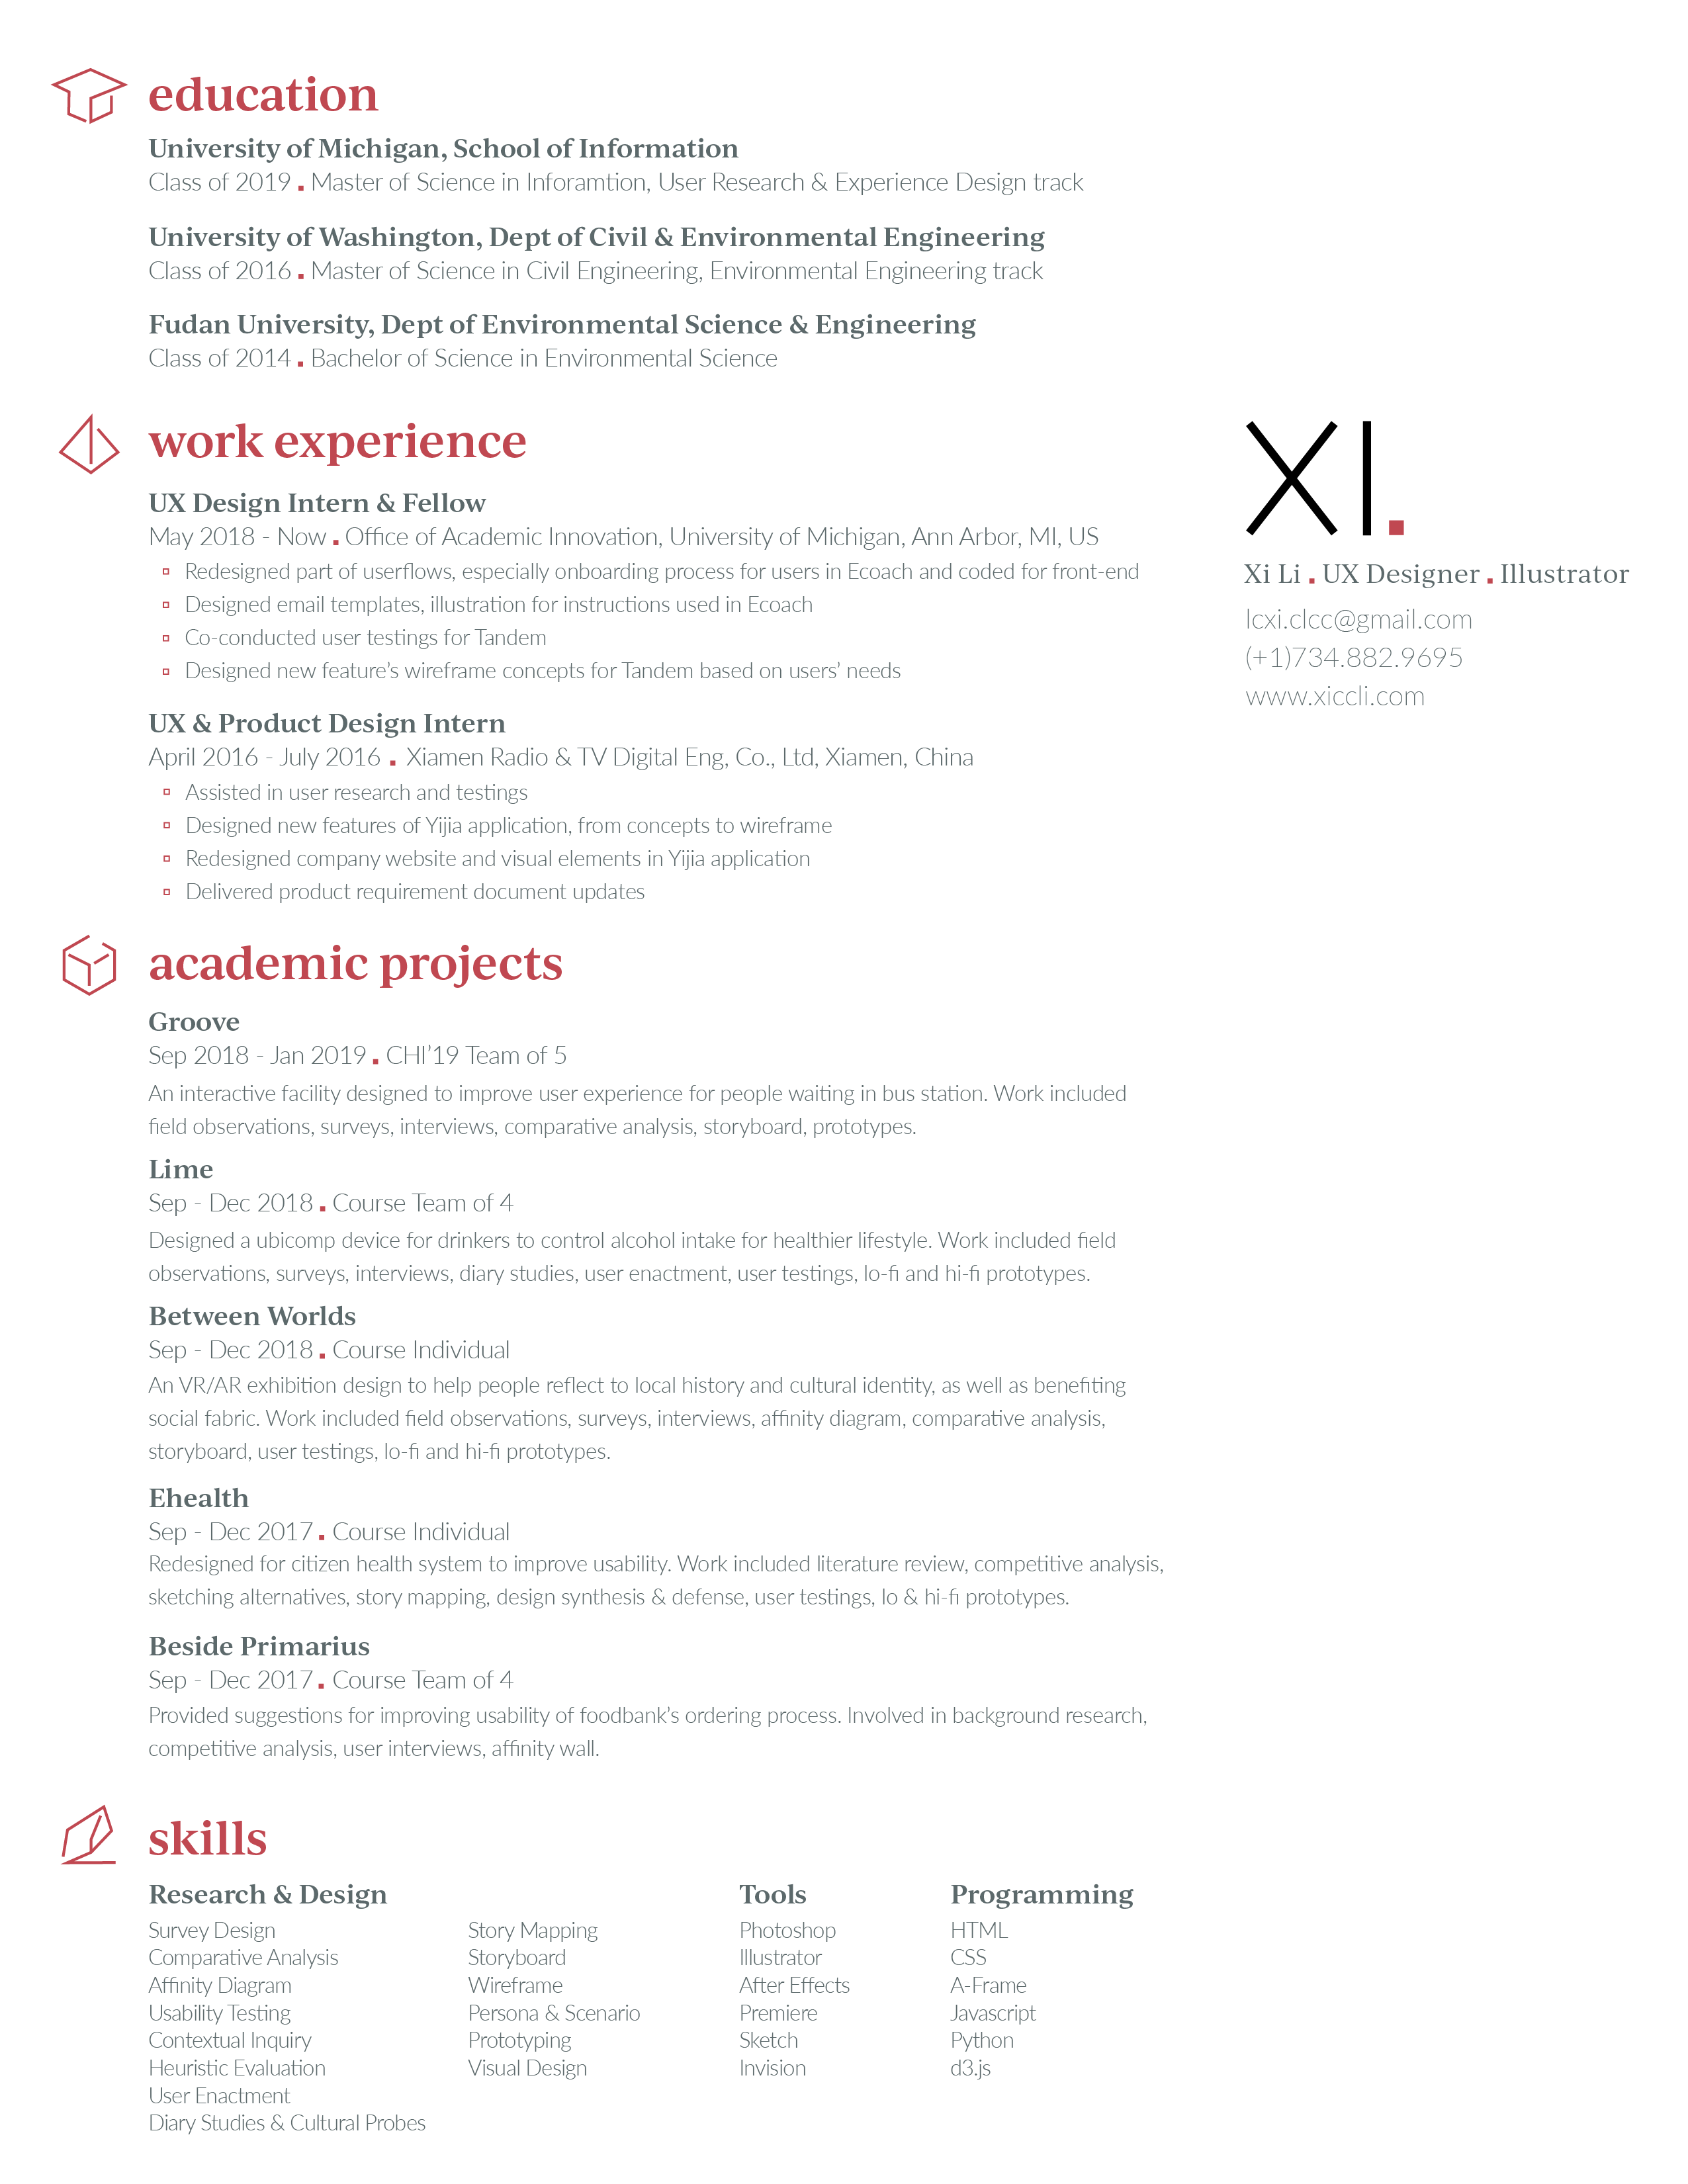 education
University of Michigan, School of Information
Class of 2019 . Master of Science in Inforamtion, User Research & Experience Design track
University of Washington, Dept of Civil & Environmental Engineering
Class of 2016 . Master of Science in Civil Engineering, Environmental Engineering track
Fudan University, Dept of Environmental Science & Engineering
Class of 2014 . Bachelor of Science in Environmental Science
work experience
UX Design Intern & Fellow
May 2018 - Now . Office of Academic Innovation, University of Michigan, Ann Arbor, MI, US
Redesigned part of userflows, especially onboarding process for users in Ecoach and coded for front-end
Designed email templates, illustration for instructions used in Ecoach
Co-conducted user testings for Tandem
Designed new feature’s wireframe concepts for Tandem based on users’ needs
UX & Product Design Intern
April 2016 - July 2016 . Xiamen Radio & TV Digital Eng, Co., Ltd, Xiamen, China
Assisted in user research and testings
Designed new features of Yijia application, from concepts to wireframe
Redesigned company website and visual elements in Yijia application
Delivered product requirement document updates
academic projects
Groove
Sep 2018 - Jan 2019 . CHI’19 Team of 5
An interactive facility designed to improve user experience for people waiting in bus station. Work included
field observations, surveys, interviews, comparative analysis, storyboard, prototypes.
Lime
Sep - Dec 2018 . Course Team of 4
Designed a ubicomp device for drinkers to control alcohol intake for healthier lifestyle. Work included field
observations, surveys, interviews, diary studies, user enactment, user testings, lo-fi and hi-fi prototypes.
Between Worlds
Sep - Dec 2018 . Course Individual
An VR/AR exhibition design to help people reflect to local history and cultural identity, as well as benefiting
social fabric. Work included field observations, surveys, interviews, affinity diagram, comparative analysis,
storyboard, user testings, lo-fi and hi-fi prototypes.
Ehealth
Sep - Dec 2017 . Course Individual
Redesigned for citizen health system to improve usability. Work included literature review, competitive analysis,
sketching alternatives, story mapping, design synthesis & defense, user testings, lo & hi-fi prototypes.
Beside Primarius
Sep - Dec 2017 . Course Team of 4
Provided suggestions for improving usability of foodbank’s ordering process. Involved in background research,
competitive analysis, user interviews, affinity wall.
skills
Research & Design
Survey Design
Comparative Analysis
Affinity Diagram
Usability Testing
Contextual Inquiry
Heuristic Evaluation
User Enactment
Diary Studies & Cultural Probes
Story Mapping
Storyboard
Wireframe
Persona & Scenario
Prototyping
Visual Design
Tools
Photoshop
Illustrator
After Effects
Premiere
Sketch
Invision
Programming
HTML
CSS
A-Frame
Javascript
Python
d3.js
XI.
Xi Li . UX Designer . Illustrator
lcxi.clcc@gmail.com
(+1)734.882.9695
www.xiccli.com